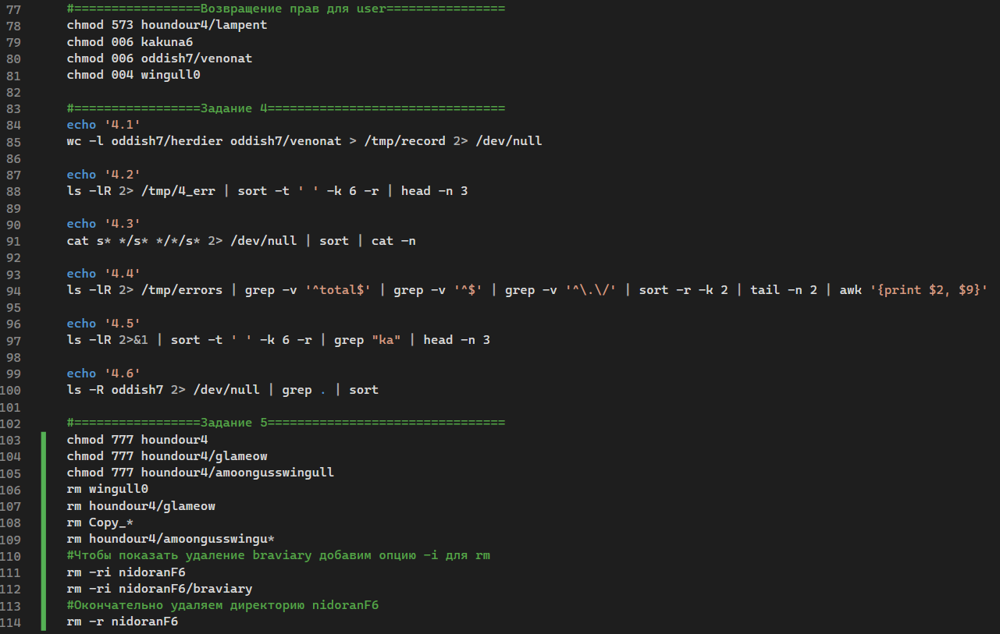 77 #=================Возвращение прав для user================
78 chmod 573 houndour4/lampent
79 chmod 006 kakuna6
80 chmod 006 oddish7/venonat
81 chmod 004 wingull0
82
83 #=================Задание 4================================
84 echo '4.1'
85 wc -l oddish7/herdier oddish7/venonat > /tmp/record 2> /dev/null
86
87 echo '4.2'
88 ls -lR 2> /tmp/4_err | sort -t ' ' -k 6 -r | head -n 3
89
90 echo '4.3'
91 cat s* */s* */*/s* 2> /dev/null | sort | cat -n
92
93 echo '4.4'
94 ls -lR 2> /tmp/errors | grep -v '^total$' | grep -v '^$' | grep -v '^\.\/' | sort -r -k 2 | tail -n 2 | awk '{print $2, $9}'
95
96 echo '4.5'
97 ls -lR 2>&1 | sort -t ' ' -k 6 -r | grep "ka" | head -n 3
98
99 echo '4.6'
100 ls -R oddish7 2> /dev/null | grep . | sort
101
102 #=================Задание 5================================
103 chmod 777 houndour4
104 chmod 777 houndour4/glameow
105 chmod 777 houndour4/amoongusswingull
106 rm wingull0
107 rm houndour4/glameow
108 rm Copy_*
109 rm houndour4/amoongusswingu*
110 #Чтобы показать удаление braviary добавим опцию -i для rm
111 rm -ri nidoranF6
112 rm -ri nidoranF6/braviary
113 #Окончательно удаляем директорию nidoranF6
114 rm -r nidoranF6